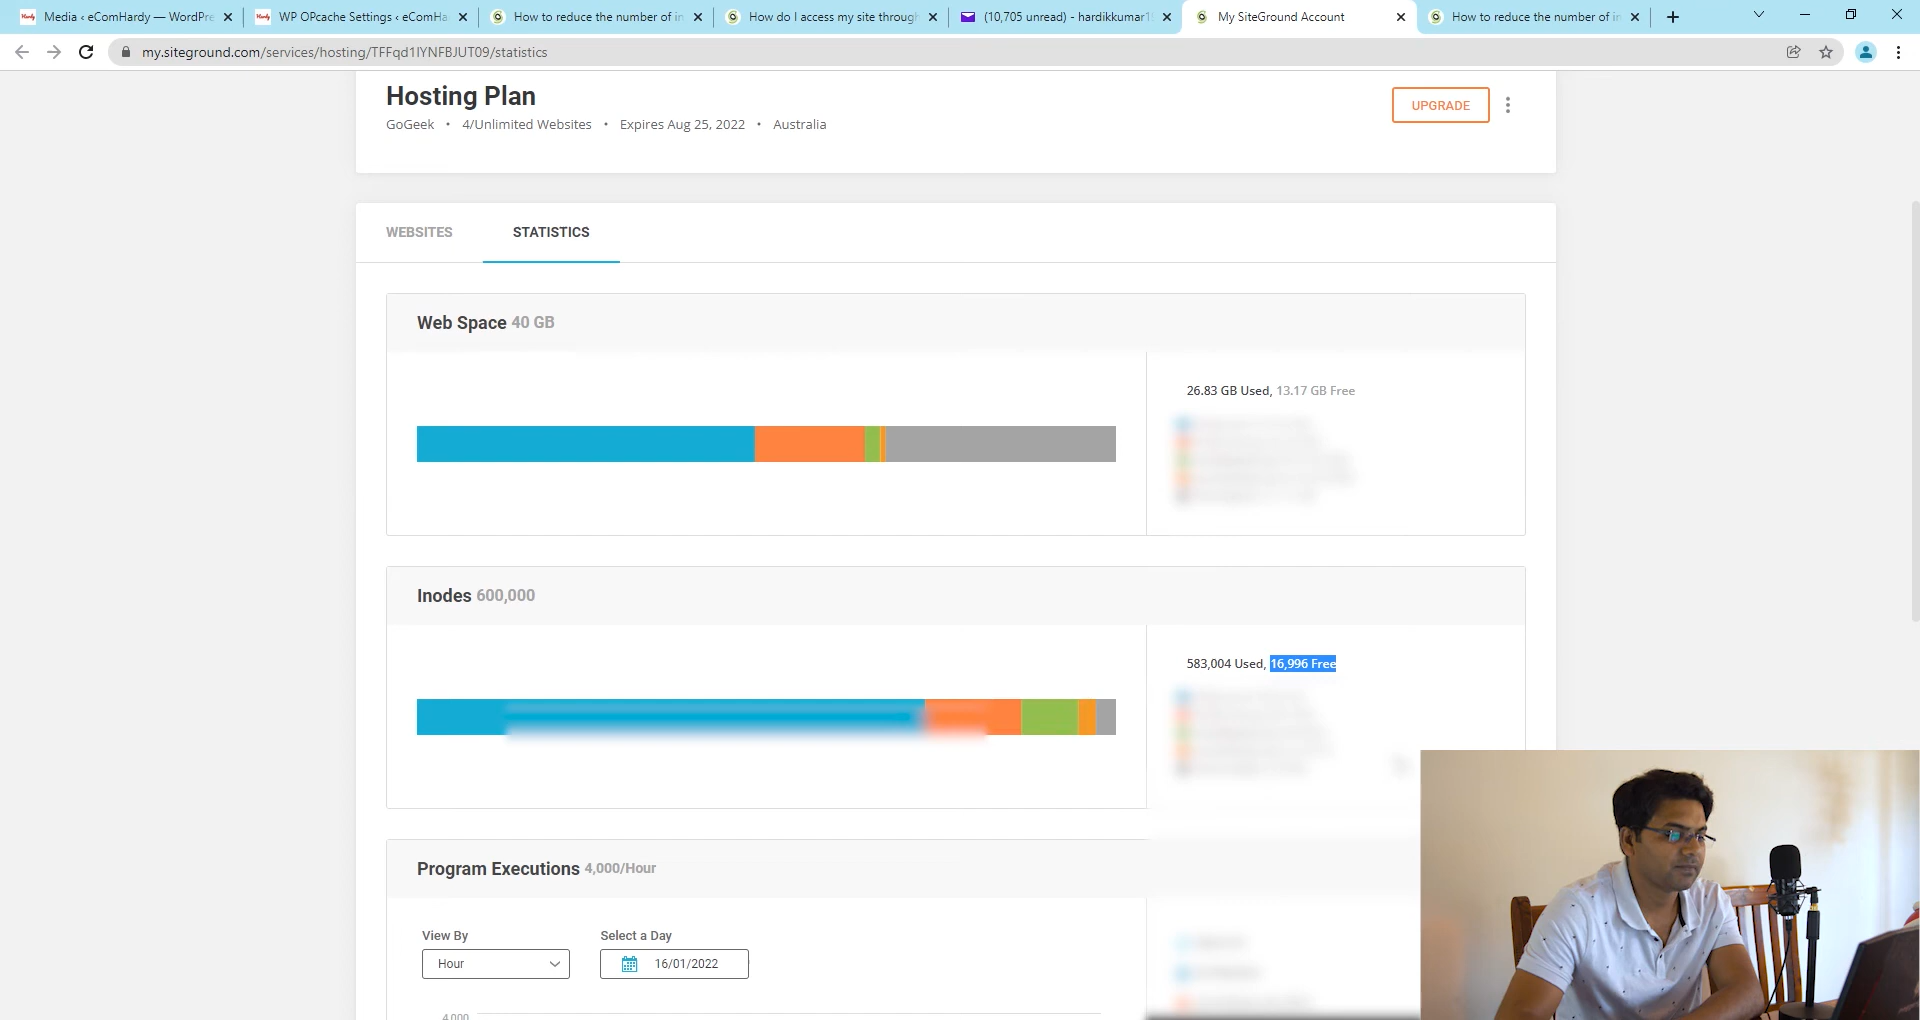 Media ‹ eComHardy — WordPre
WP OPcache Settings ‹ eComHa
How to reduce the number of in
How do I access my site through
(10,705 unread) - hardikkumar1
My SiteGround Account
How to reduce the number of in
my.siteground.com/services/hosting/TFFqd1IYNFBJUT09/statistics
Hosting Plan
UPGRADE
GoGeek • 4/Unlimited Websites • Expires Aug 25, 2022 • Australia
WEBSITES
STATISTICS
Web Space 40 GB
26.83 GB Used, 13.17 GB Free
Inodes 600,000
583,004 Used, 16,996 Free
Program Executions 4,000/Hour
View By
Select a Day
Hour
16/01/2022
4,000